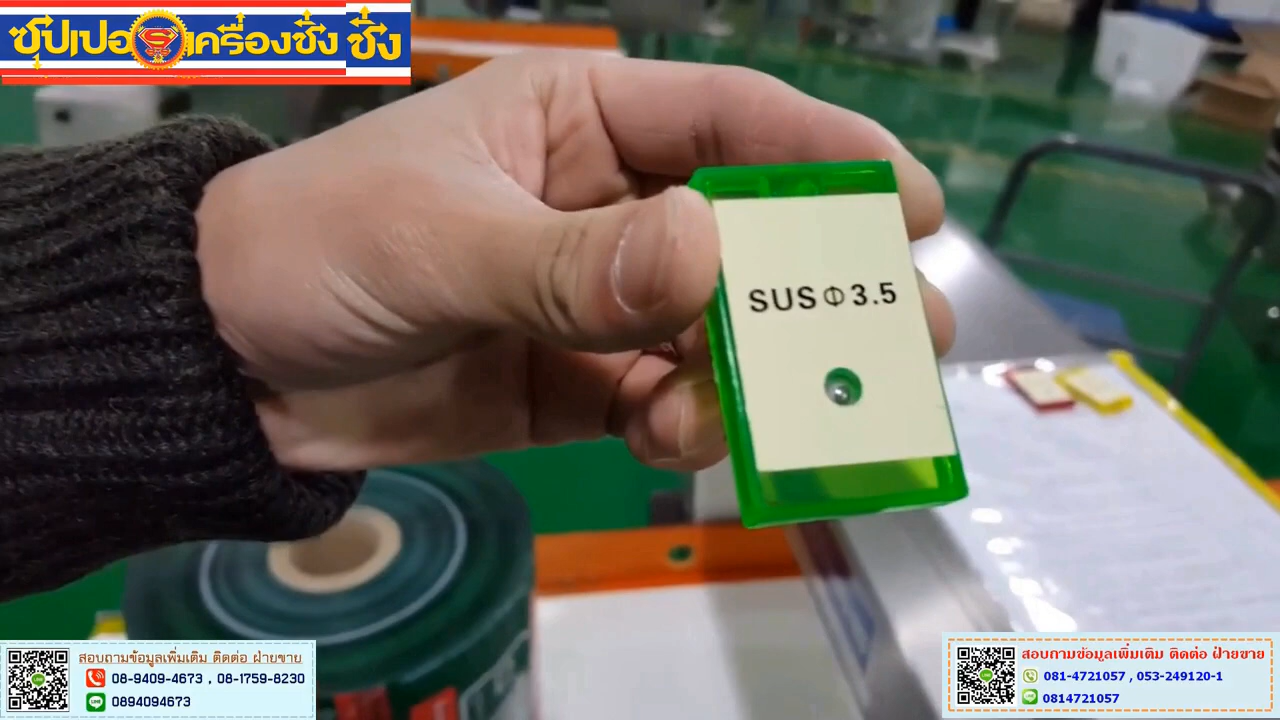 ซุปเปอร์เครื่องชั่ง ชั่ง
SUSΦ3.5
สอบถามข้อมูลเพิ่มเติม ติดต่อ ฝ่ายขาย
08-9409-4673 , 08-1759-8230
0894094673
สอบถามข้อมูลเพิ่มเติม ติดต่อ ฝ่ายขาย
081-4721057 , 053-249120-1
0814721057